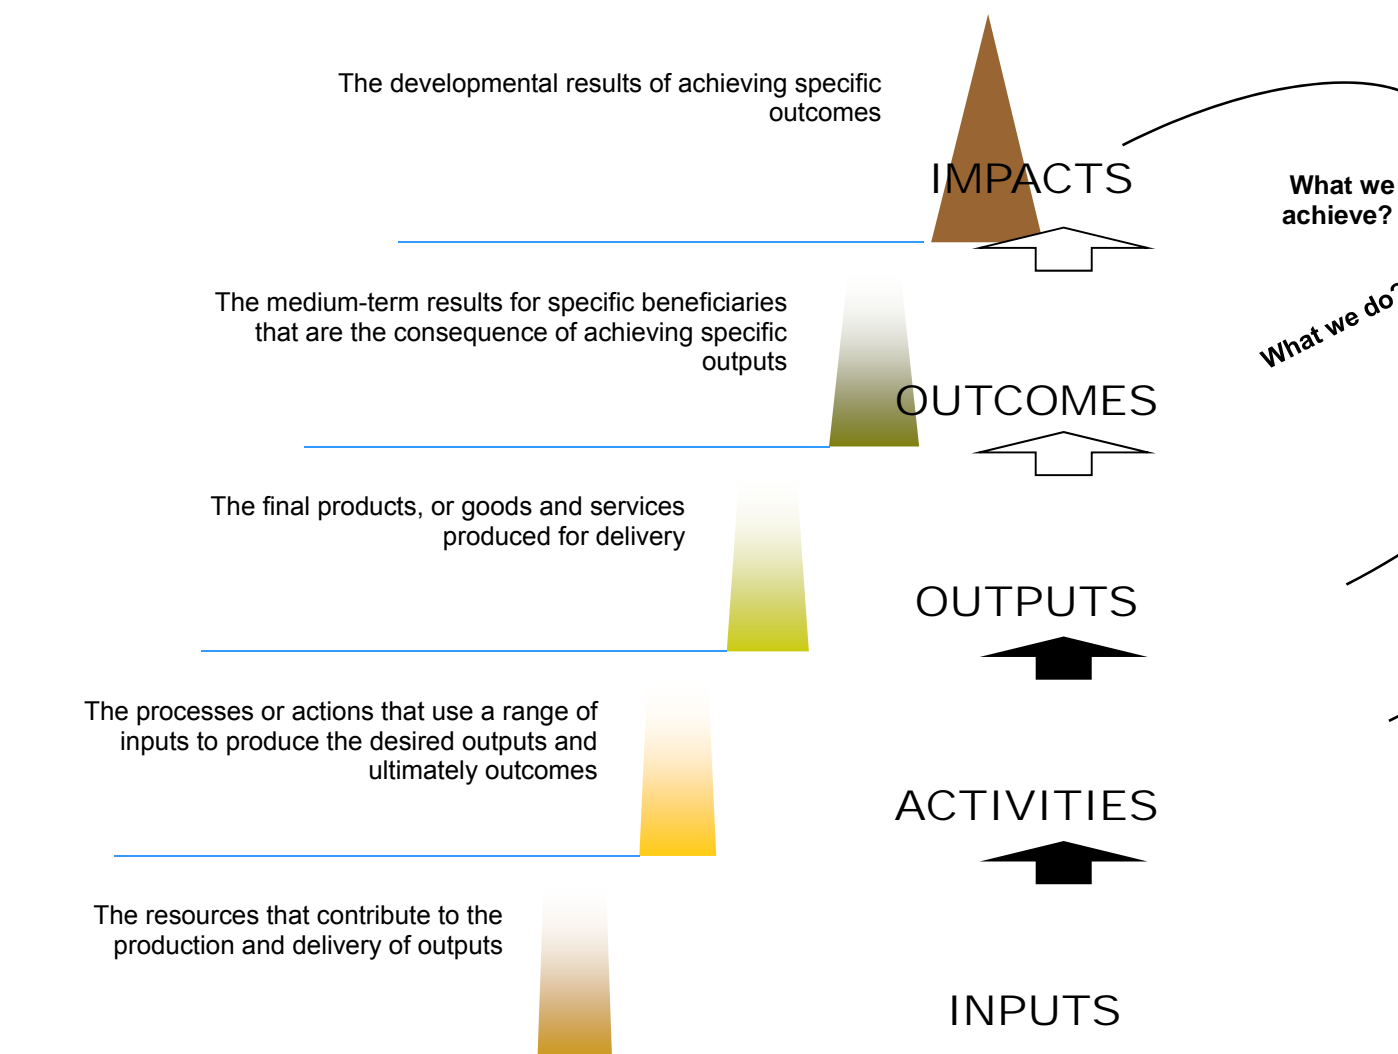 The developmental results of achieving specific
outcomes
IMPACTS
What we
achieve?
The medium-term results for specific beneficiaries
that are the consequence of achieving specific
outputs
What we do?
OUTCOMES
The final products, or goods and services
produced for delivery
OUTPUTS
The processes or actions that use a range of
inputs to produce the desired outputs and
ultimately outcomes
ACTIVITIES
The resources that contribute to the
production and delivery of outputs
INPUTS